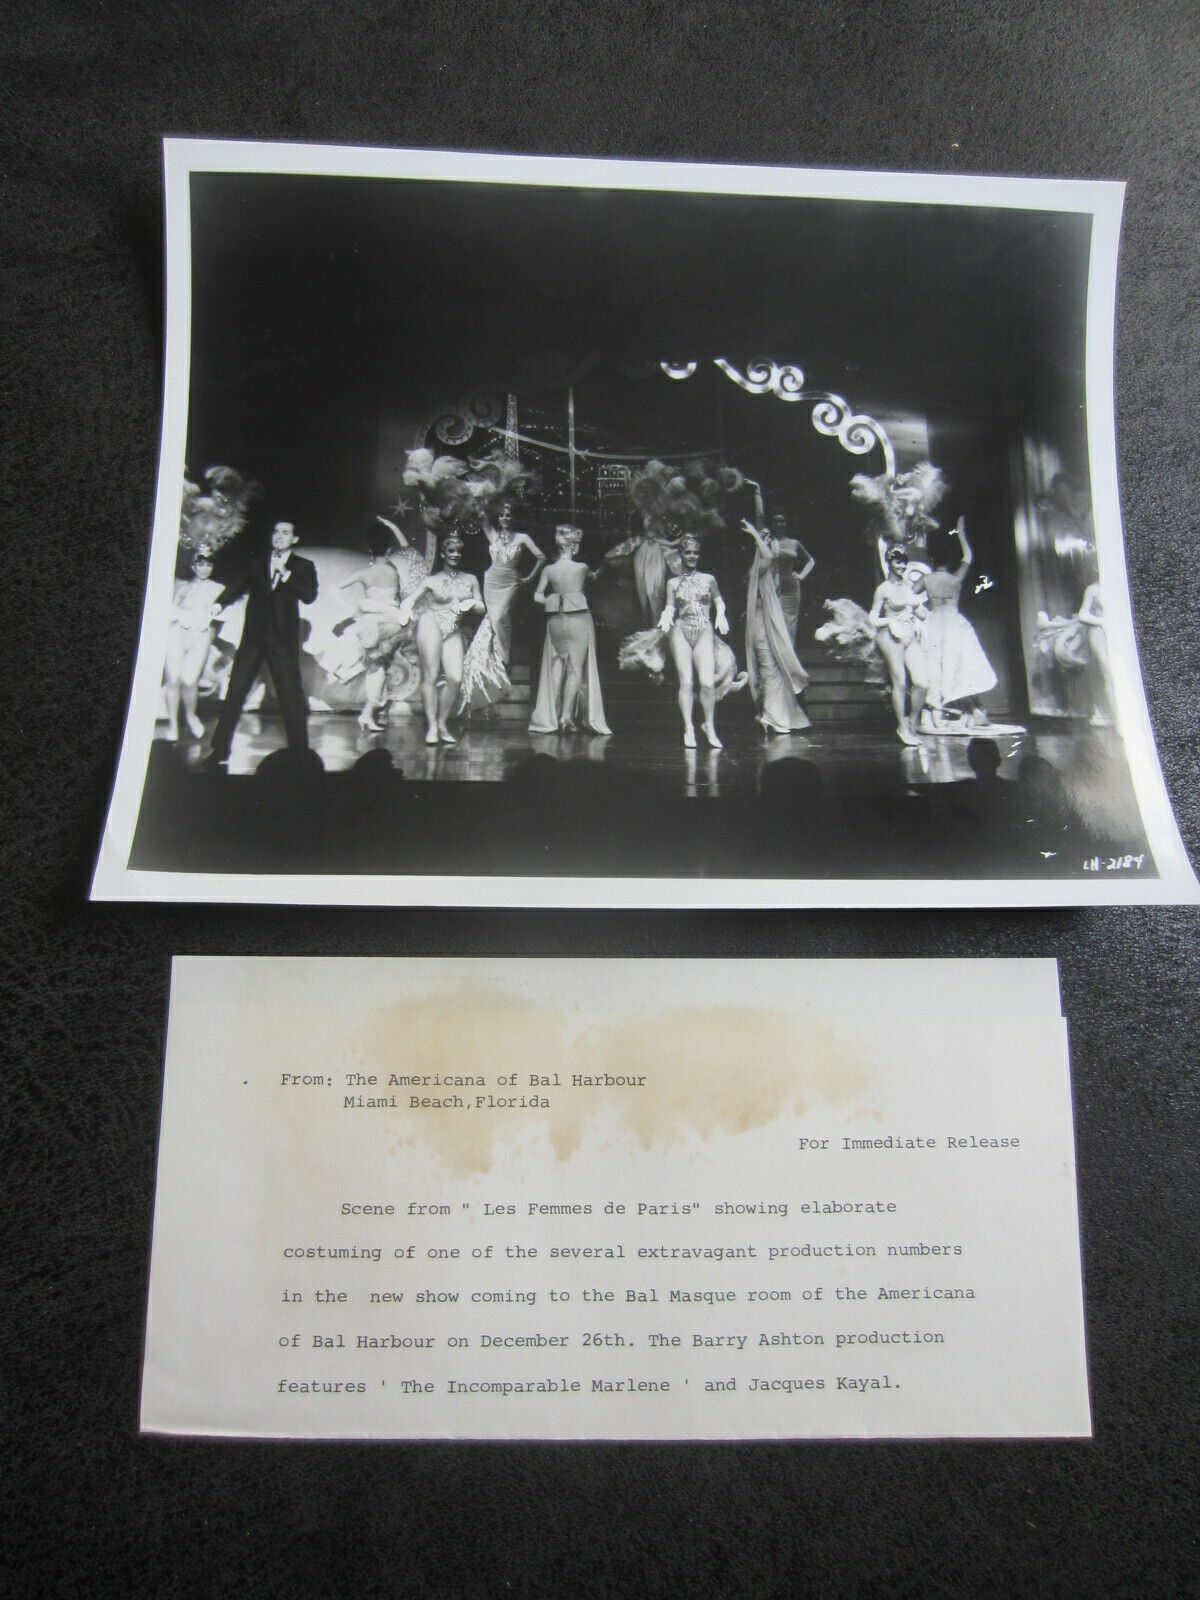 LH-2184
. From: The Americana of Bal Harbour
Miami Beach,Florida
For Immediate Release
Scene from " Les Femmes de Paris" showing elaborate
costuming of one of the several extravagant production numbers
in the  new show coming to the Bal Masque room of the Americana
of Bal Harbour on December 26th. The Barry Ashton production
features ' The Incomparable Marlene ' and Jacques Kayal.